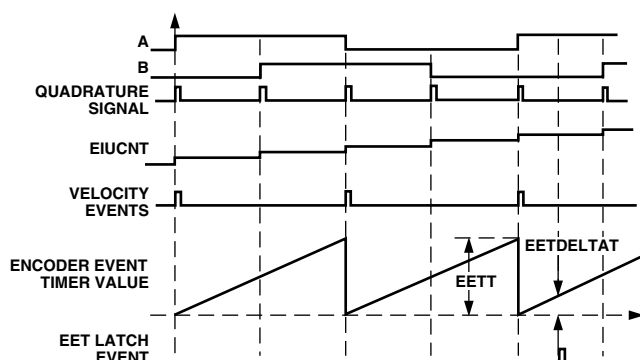 A
B
QUADRATURE
SIGNAL
EIUCNT
VELOCITY
EVENTS
EETDELTAT
ENCODER EVENT
TIMER VALUE
EETT
EET LATCH
EVENT